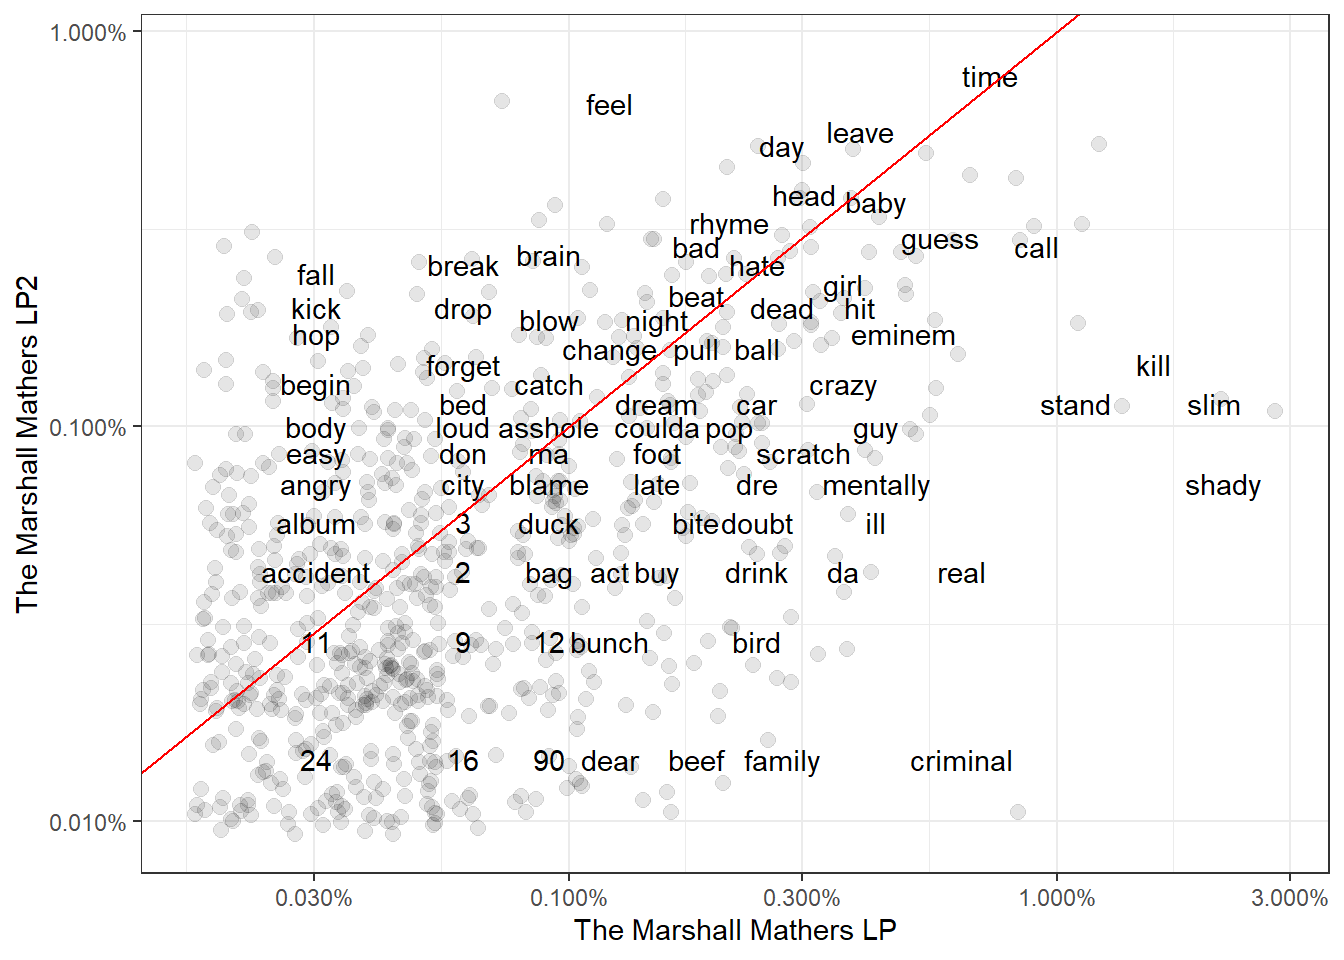 1.000%
time
feel
leave
day
head
baby
rhyme
guess
bad
call
brain
break
hate
fall
girl
beat
kick
drop
dead
hit
blow
night
hop
eminem
change
pull
ball
forget
kill
begin
catch
crazy
bed
dream
car
stand
slim
0.100%
body
loud
asshole
coulda
pop
guy
easy
don
ma
foot
scratch
angry
city
blame
late
dre
mentally
shady
album
3
duck
bite
doubt
ill
accident
2
bag
act
buy
drink
da
real
11
9
12
bunch
bird
24
16
90
dear
beef
family
criminal
0.010%
The Marshall Mathers LP2
0.030%
0.100%
0.300%
1.000%
3.000%
The Marshall Mathers LP